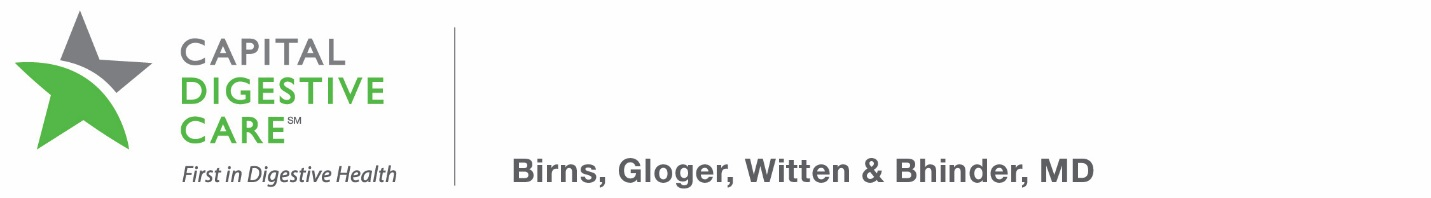 CAPITAL
DIGESTIVE
CARE℠
First in Digestive Health
Birns, Gloger, Witten & Bhinder, MD